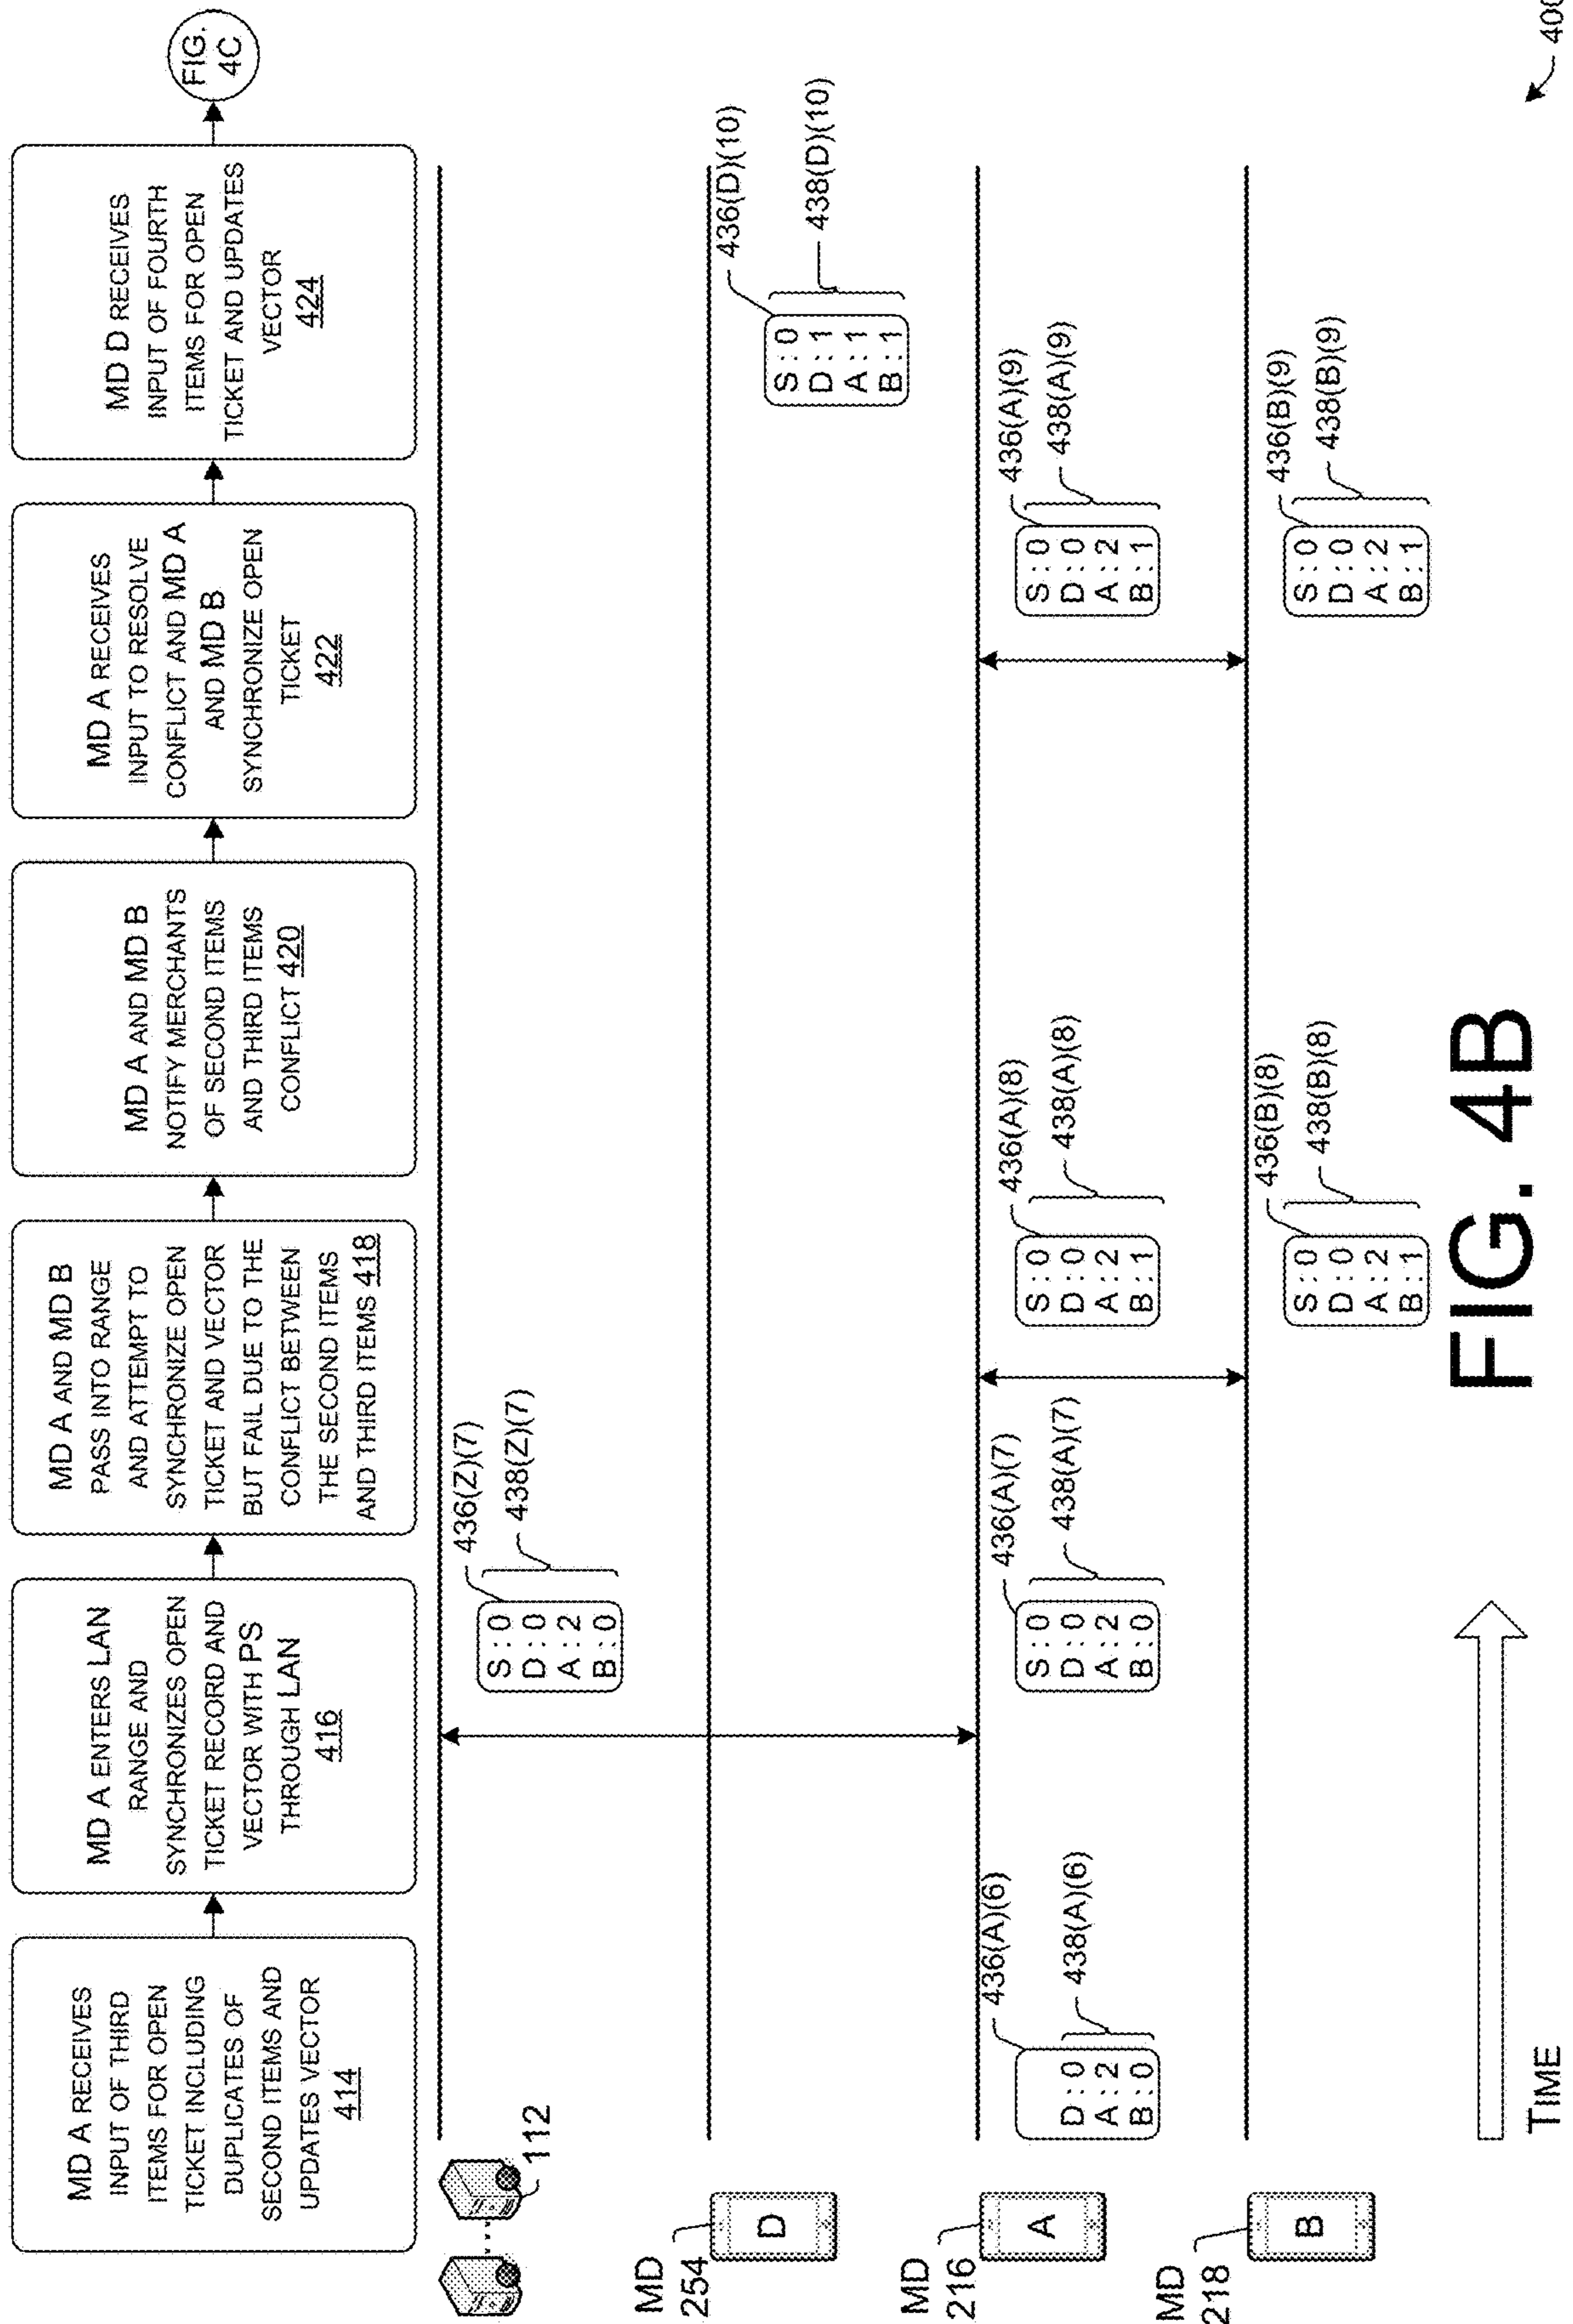 MD A RECEIVES
INPUT OF THIRD
ITEMS FOR OPEN
TICKET INCLUDING
DUPLICATES OF
SECOND ITEMS AND
UPDATES VECTOR
414
MD A ENTERS LAN
RANGE AND
SYNCHRONIZES OPEN
TICKET RECORD AND
VECTOR WITH PS
THROUGH LAN
416
MD A AND MD B
PASS INTO RANGE
AND ATTEMPT TO
SYNCHRONIZE OPEN
TICKET AND VECTOR
BUT FAIL DUE TO THE
CONFLICT BETWEEN
THE SECOND ITEMS
AND THIRD ITEMS 418
MD A AND MD B
NOTIFY MERCHANTS
OF SECOND ITEMS
AND THIRD ITEMS
CONFLICT 420
MD A RECEIVES
INPUT TO RESOLVE
CONFLICT AND MD A
AND MD B
SYNCHRONIZE OPEN
TICKET
422
MD D RECEIVES
INPUT OF FOURTH
ITEMS FOR OPEN
TICKET AND UPDATES
VECTOR
424
FIG.
4C
112
436(Z)(7)
438(Z)(7)
S : 0
D : 0
A : 2
B : 0
MD
254
D
436(D)(10)
438(D)(10)
S : 0
D : 1
A : 1
B : 1
MD
216
A
436(A)(6)
438(A)(6)
D : 0
A : 2
B : 0
436(A)(7)
438(A)(7)
S : 0
D : 0
A : 2
B : 0
436(A)(8)
438(A)(8)
S : 0
D : 0
A : 2
B : 1
436(A)(9)
438(A)(9)
S : 0
D : 0
A : 2
B : 1
MD
218
B
436(B)(8)
438(B)(8)
S : 0
D : 0
A : 2
B : 1
436(B)(9)
438(B)(9)
S : 0
D : 0
A : 2
B : 1
TIME
FIG. 4B